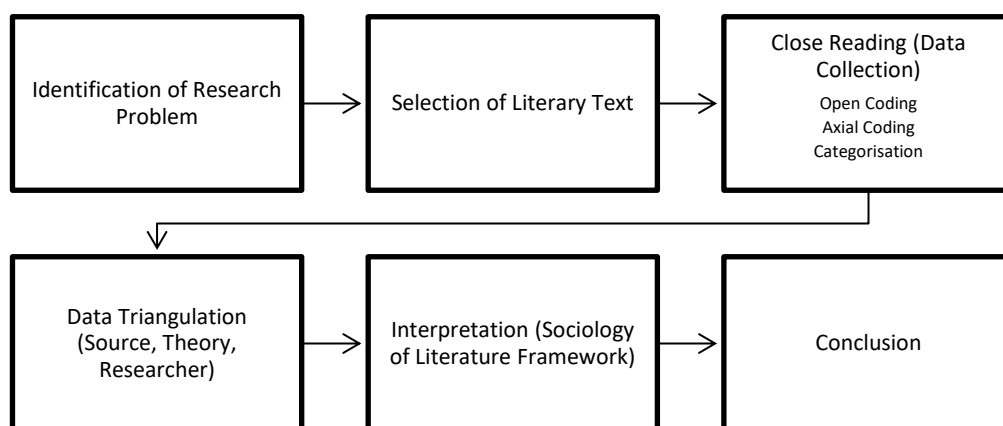 Identification of Research
Problem
Selection of Literary Text
Close Reading (Data
Collection)
Open Coding
Axial Coding
Categorisation
Data Triangulation
(Source, Theory,
Researcher)
Interpretation (Sociology
of Literature Framework)
Conclusion